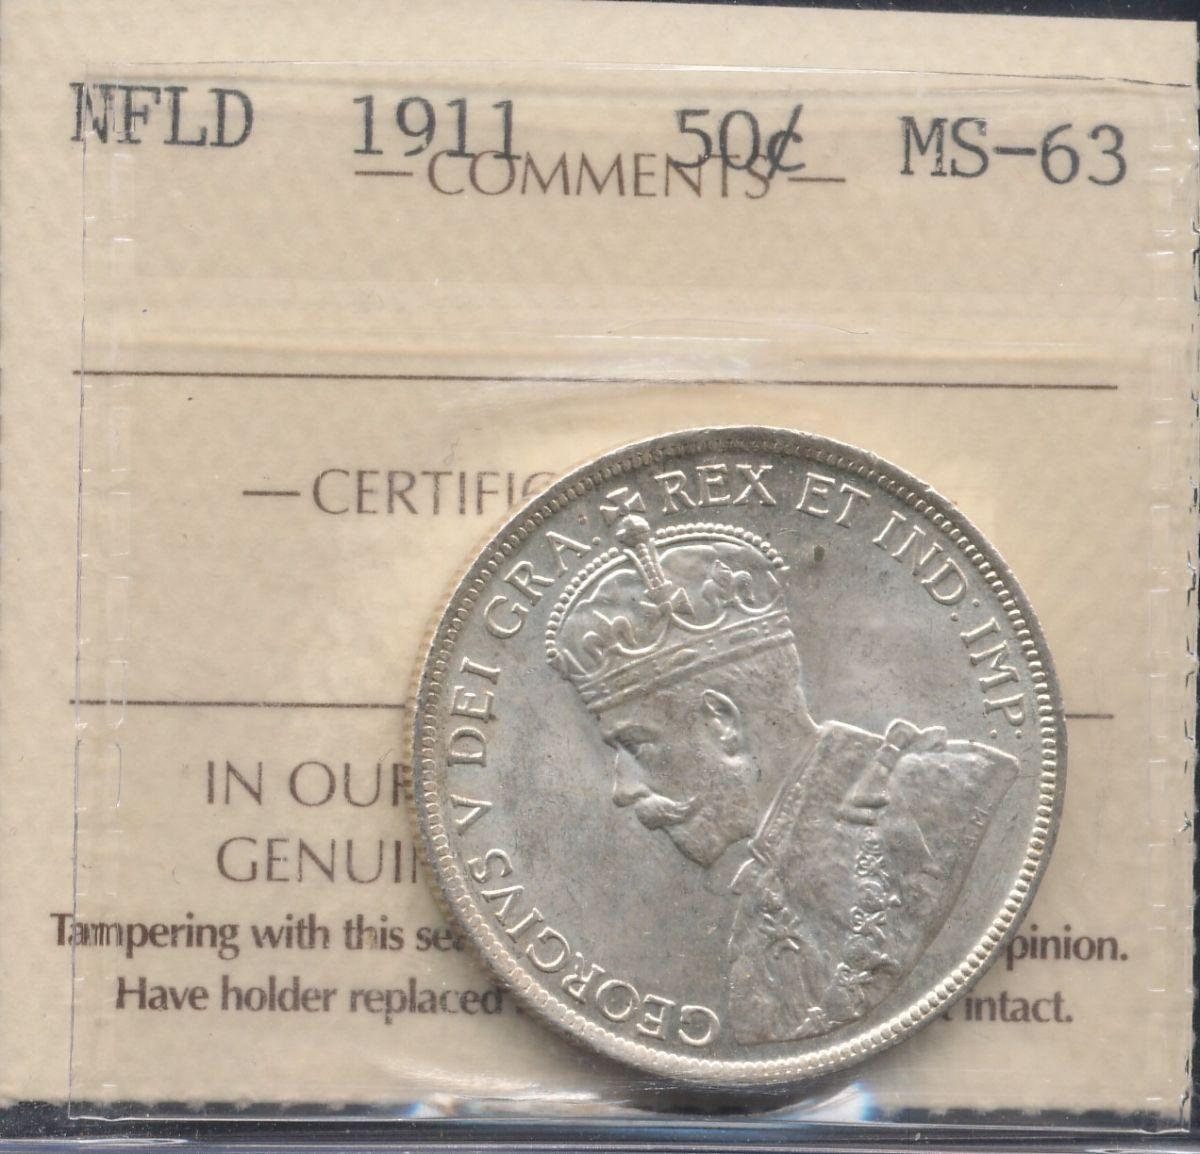 NFLD 1911 50¢ MS-63
— COMMENTS —
— CERTIFI
IN OUR
GENUI
Tampering with this sea pinion.
Have holder replaced intact.
GEORGIVS V DEI GRA: ✠ REX ET IND: IMP:
B.M.